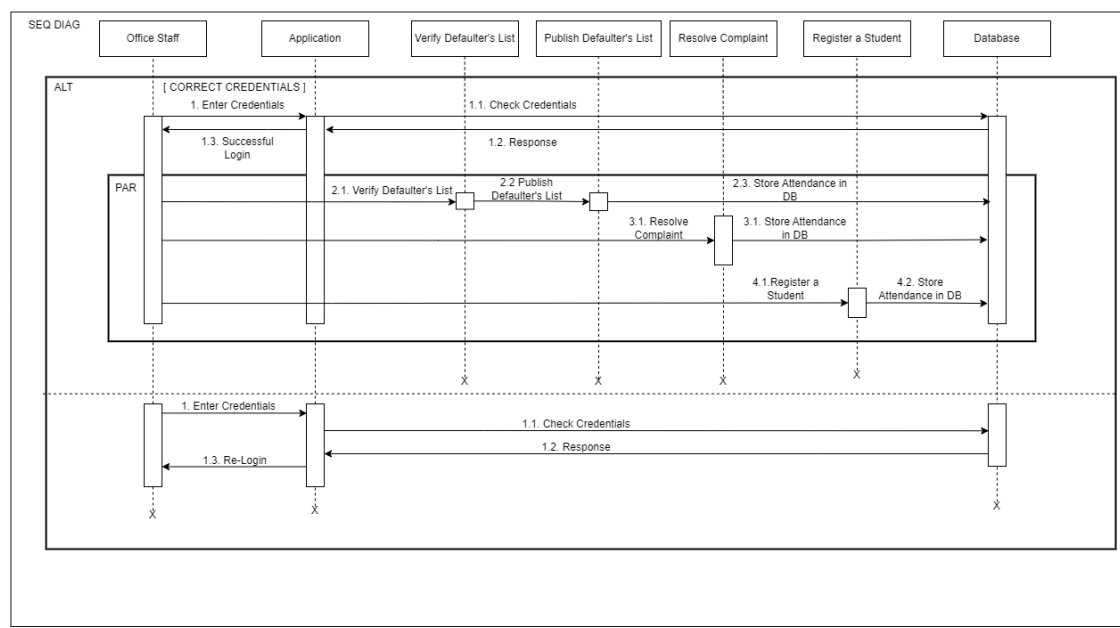 SEQ DIAG
Office Staff
Application
Verify Defaulter's List
Publish Defaulter's List
Resolve Complaint
Register a Student
Database
ALT
[ CORRECT CREDENTIALS ]
1. Enter Credentials
1.1. Check Credentials
1.3. Successful
Login
1.2. Response
PAR
2.1. Verify Defaulter's List
2.2 Publish
Defaulter's List
2.3. Store Attendance in
DB
3.1. Resolve
Complaint
3.1. Store Attendance
in DB
4.1.Register a
Student
4.2. Store
Attendance in DB
X
X
X
X
1. Enter Credentials
1.1. Check Credentials
1.2. Response
1.3. Re-Login
X
X
X